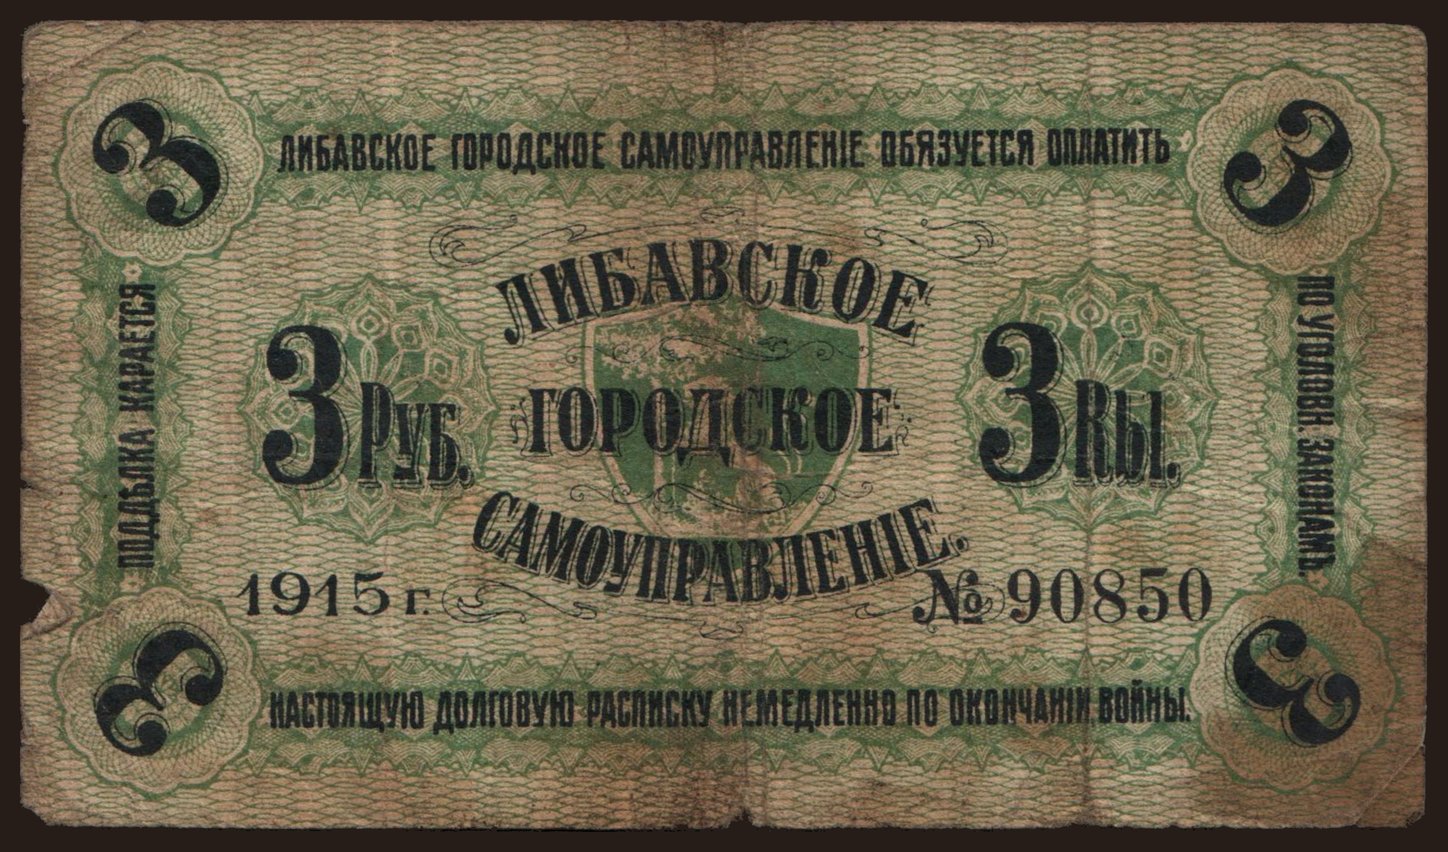 3
3
ЛИБАВСКОЕ ГОРОДСКОЕ САМОУПРАВЛЕНІЕ ОБЯЗУЕТСЯ ОПЛАТИТЬ
ПОДДѢЛКА КАРАЕТСЯ
ПО УГОЛОВН. ЗАКОНАМЪ.
ЛИБАВСКОЕ
3 РУБ.
ГОРОДСКОЕ
3 Rbl.
САМОУПРАВЛЕНІЕ.
1915 г.
№ 90850
3
3
НАСТОЯЩУЮ ДОЛГОВУЮ РАСПИСКУ НЕМЕДЛЕННО ПО ОКОНЧАНІИ ВОЙНЫ.